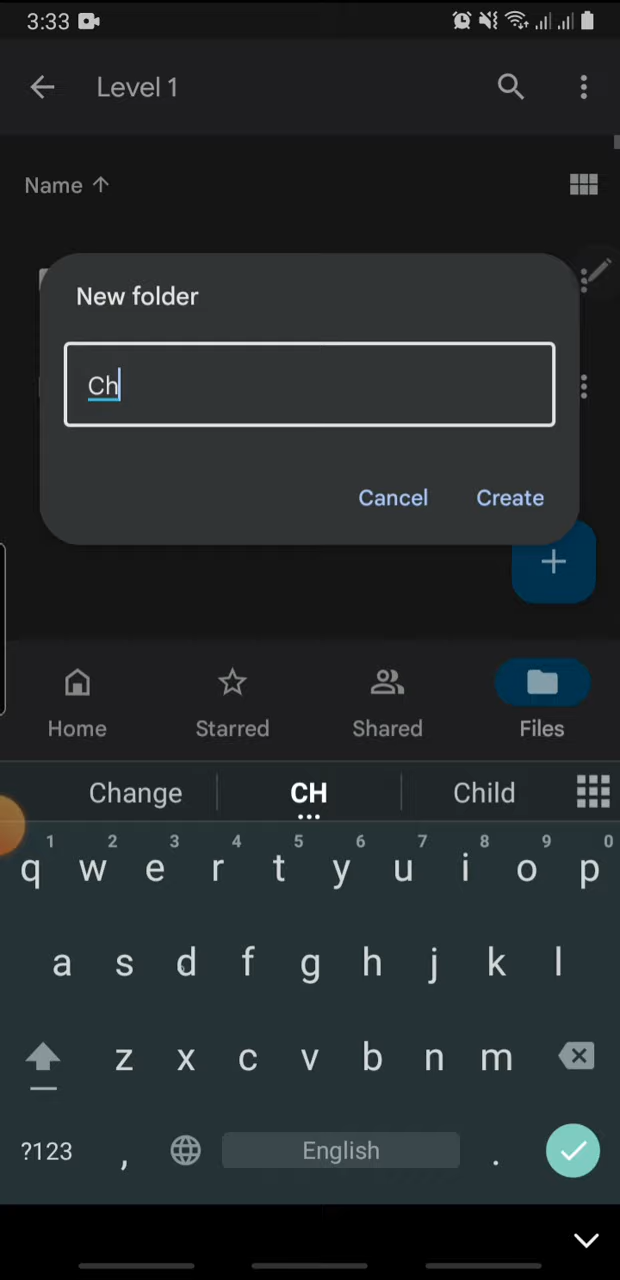 3:33
Level 1
Name ↑
New folder
Ch
Cancel Create
+
Home Starred Shared Files
Change CH Child
1 2 3 4 5 6 7 8 9 0
q w e r t y u i o p
a s d f g h j k l
z x c v b n m
?123 , English .